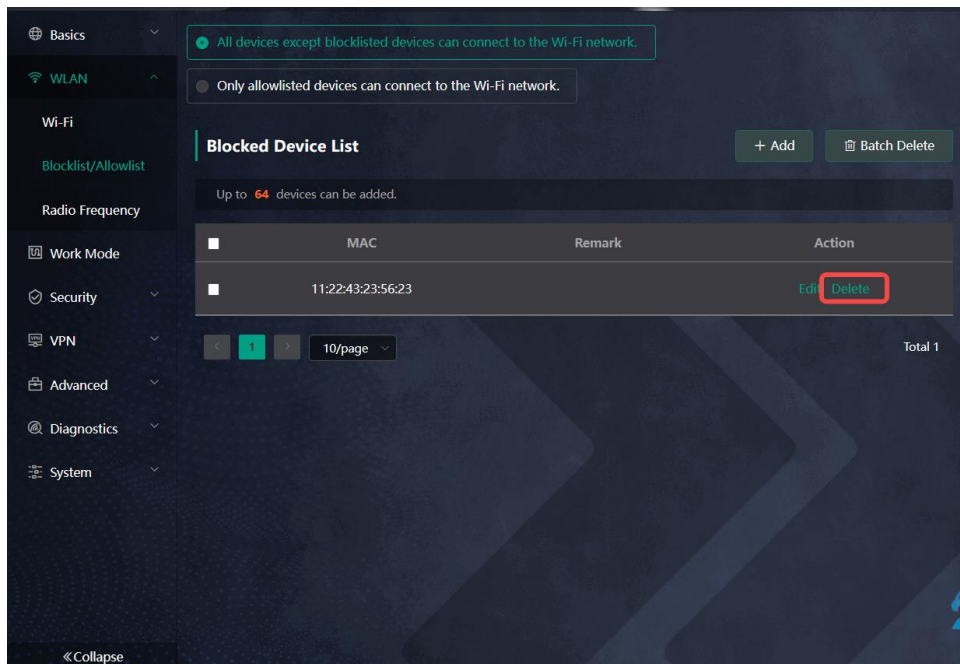 Basics
WLAN
Wi-Fi
Blocklist/Allowlist
Radio Frequency
Work Mode
Security
VPN
Advanced
Diagnostics
System
«Collapse
All devices except blocklisted devices can connect to the Wi-Fi network.
Only allowlisted devices can connect to the Wi-Fi network.
Blocked Device List
+ Add
Batch Delete
Up to 64 devices can be added.
MAC Remark Action
11:22:43:23:56:23 Edit Delete
< 1 > 10/page Total 1